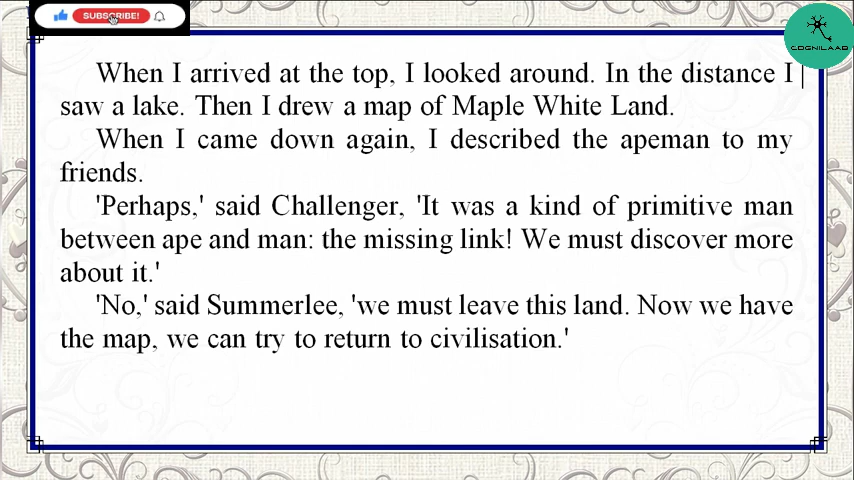 SUBSCRIBE!
COGNILAAB
When I arrived at the top, I looked around. In the distance I
saw a lake. Then I drew a map of Maple White Land.
When I came down again, I described the apeman to my
friends.
'Perhaps,' said Challenger, 'It was a kind of primitive man
between ape and man: the missing link! We must discover more
about it.'
'No,' said Summerlee, 'we must leave this land. Now we have
the map, we can try to return to civilisation.'